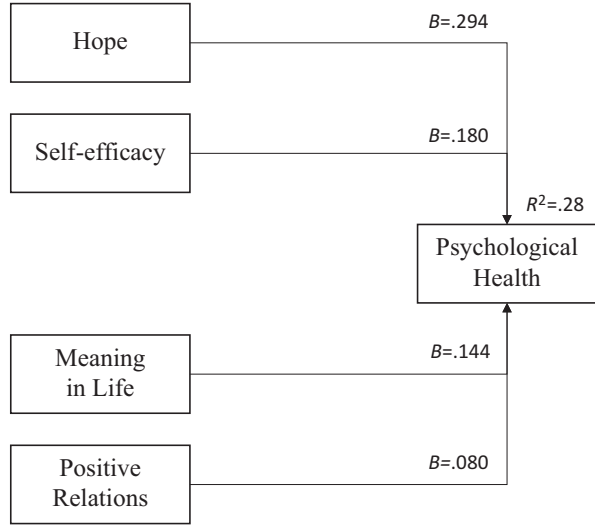 Hope
B=.294
Self-efficacy
B=.180
R²=.28
Psychological
Health
Meaning
in Life
B=.144
Positive
Relations
B=.080